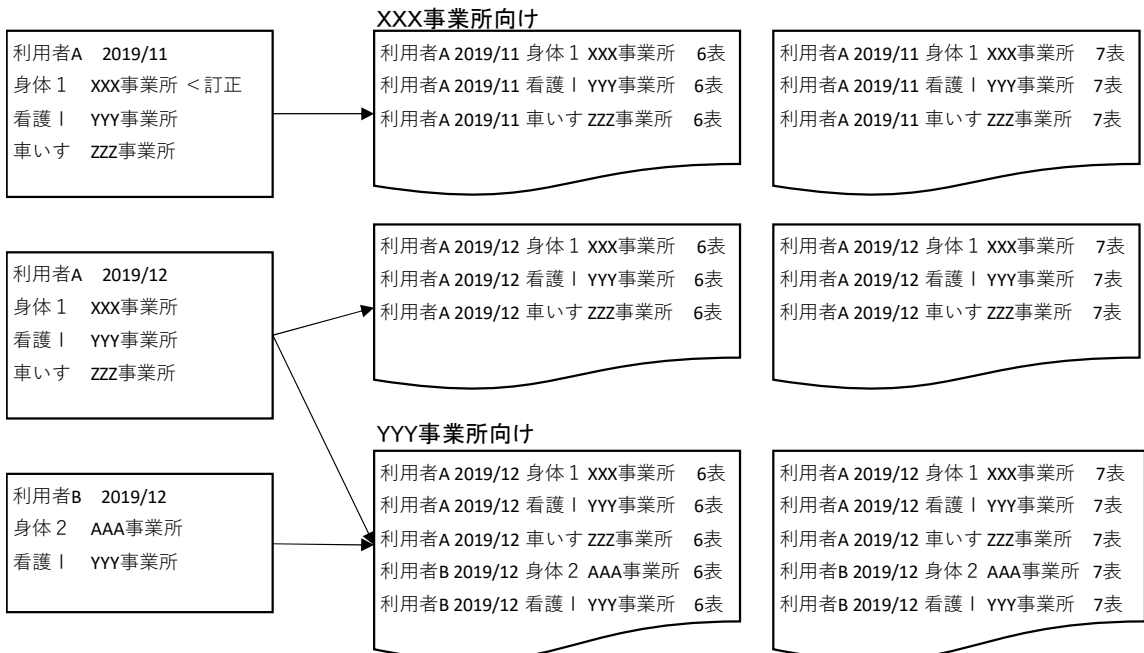 XXX事業所向け
利用者A 2019/11
身体１ XXX事業所 ＜訂正
看護Ⅰ YYY事業所
車いす ZZZ事業所
利用者A 2019/11 身体１ XXX事業所 6表
利用者A 2019/11 看護Ⅰ YYY事業所 6表
利用者A 2019/11 車いす ZZZ事業所 6表
利用者A 2019/11 身体１ XXX事業所 7表
利用者A 2019/11 看護Ⅰ YYY事業所 7表
利用者A 2019/11 車いす ZZZ事業所 7表
利用者A 2019/12
身体１ XXX事業所
看護Ⅰ YYY事業所
車いす ZZZ事業所
利用者A 2019/12 身体１ XXX事業所 6表
利用者A 2019/12 看護Ⅰ YYY事業所 6表
利用者A 2019/12 車いす ZZZ事業所 6表
利用者A 2019/12 身体１ XXX事業所 7表
利用者A 2019/12 看護Ⅰ YYY事業所 7表
利用者A 2019/12 車いす ZZZ事業所 7表
YYY事業所向け
利用者B 2019/12
身体２ AAA事業所
看護Ⅰ YYY事業所
利用者A 2019/12 身体１ XXX事業所 6表
利用者A 2019/12 看護Ⅰ YYY事業所 6表
利用者A 2019/12 車いす ZZZ事業所 6表
利用者B 2019/12 身体２ AAA事業所 6表
利用者B 2019/12 看護Ⅰ YYY事業所 6表
利用者A 2019/12 身体１ XXX事業所 7表
利用者A 2019/12 看護Ⅰ YYY事業所 7表
利用者A 2019/12 車いす ZZZ事業所 7表
利用者B 2019/12 身体２ AAA事業所 7表
利用者B 2019/12 看護Ⅰ YYY事業所 7表